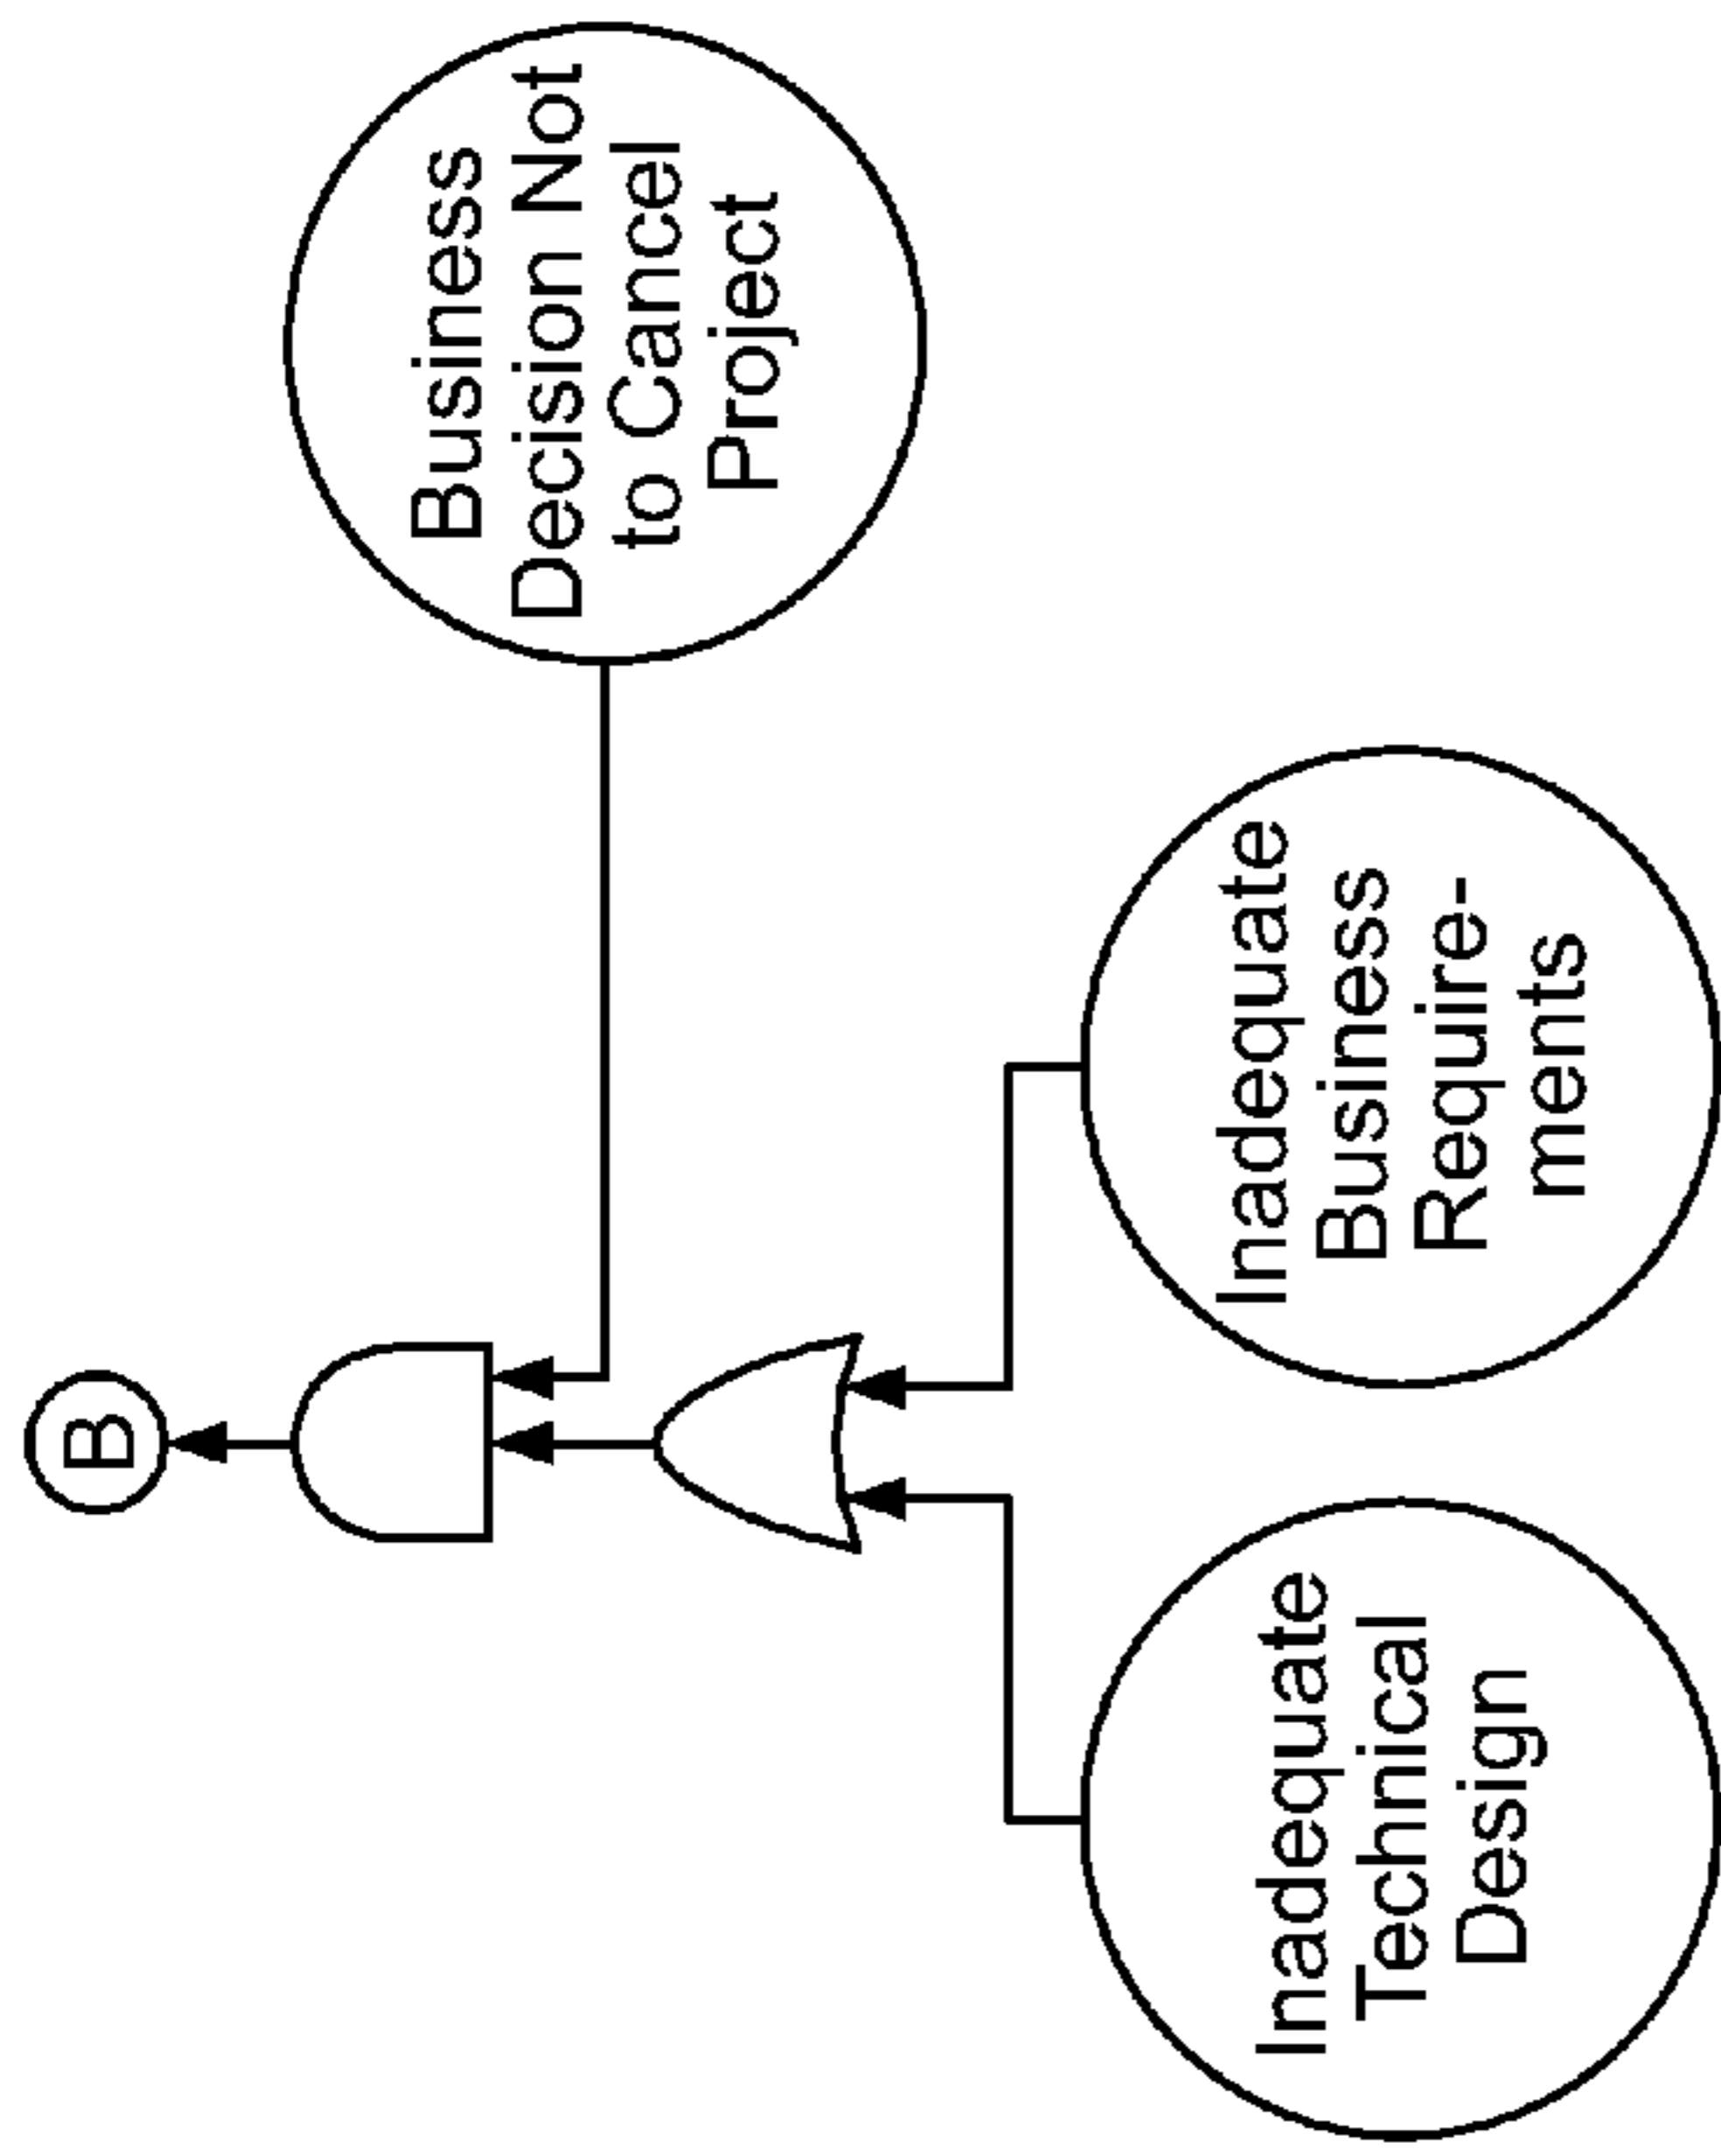 B
Business
Decision Not
to Cancel
Project
Inadequate
Technical
Design
Inadequate
Business
Require-
ments